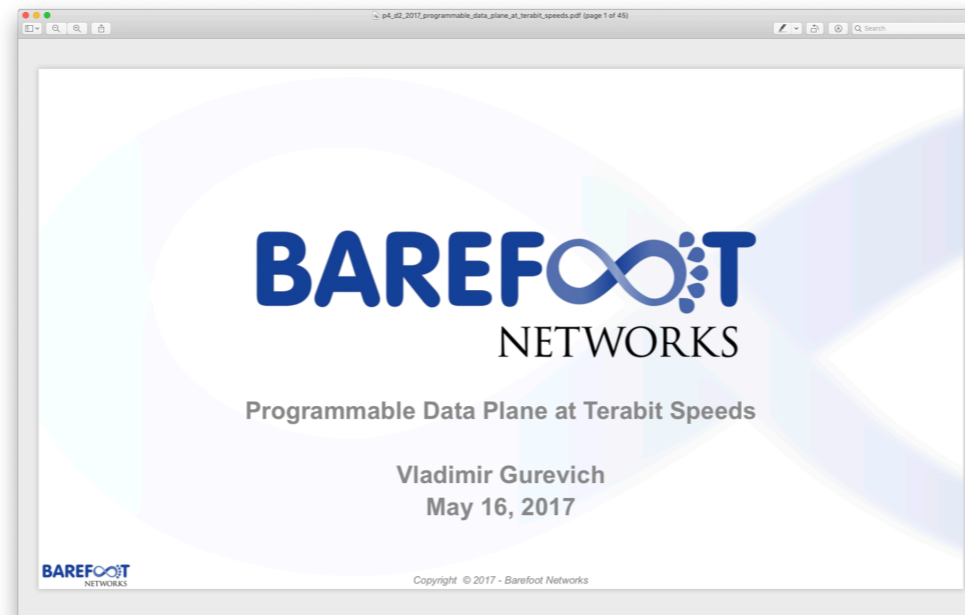 p4_d2_2017_programmable_data_plane_at_terabit_speeds.pdf (page 1 of 45)
Search
BAREFOOT
NETWORKS
Programmable Data Plane at Terabit Speeds
Vladimir Gurevich
May 16, 2017
BAREFOOT
NETWORKS
Copyright © 2017 - Barefoot Networks